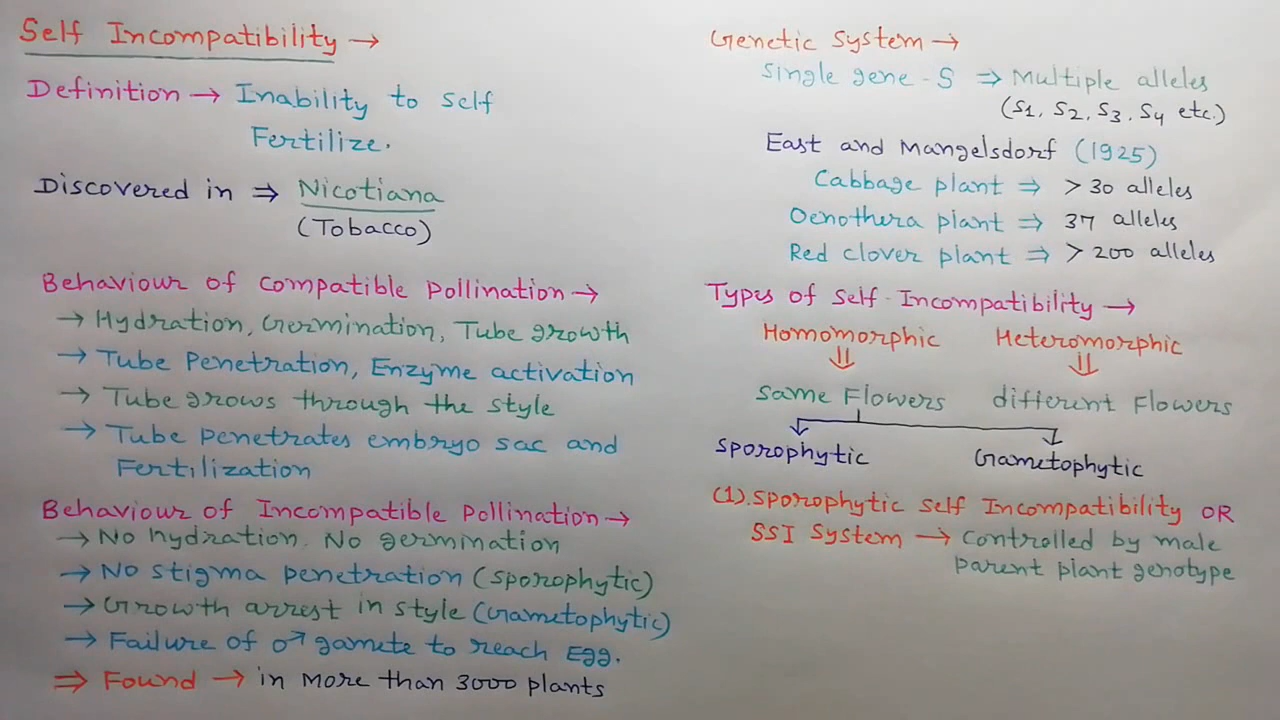 Self Incompatibility →
Definition → Inability to self
Fertilize.
Discovered in ⇒ Nicotiana
(Tobacco)
Behaviour of compatible pollination →
→ Hydration, Germination, Tube growth
→ Tube penetration, Enzyme activation
→ Tube grows through the style
→ Tube penetrates embryo sac and
Fertilization
Behaviour of Incompatible pollination →
→ No hydration, No germination
→ No stigma penetration (sporophytic)
→ Growth arrest in style (Gametophytic)
→ Failure of ♂ gamete to reach Egg.
⇒ Found → in more than 3000 plants
Genetic System →
Single gene - S ⇒ Multiple alleles
(S1, S2, S3, S4 etc.)
East and Mangelsdorf (1925)
Cabbage plant ⇒ > 30 alleles
Oenothera plant ⇒ 37 alleles
Red clover plant ⇒ > 200 alleles
Types of Self-Incompatibility →
Homomorphic Heteromorphic
⇓ ⇓
same Flowers different Flowers
Sporophytic Gametophytic
(1). Sporophytic Self Incompatibility OR
SSI System → controlled by male
parent plant genotype